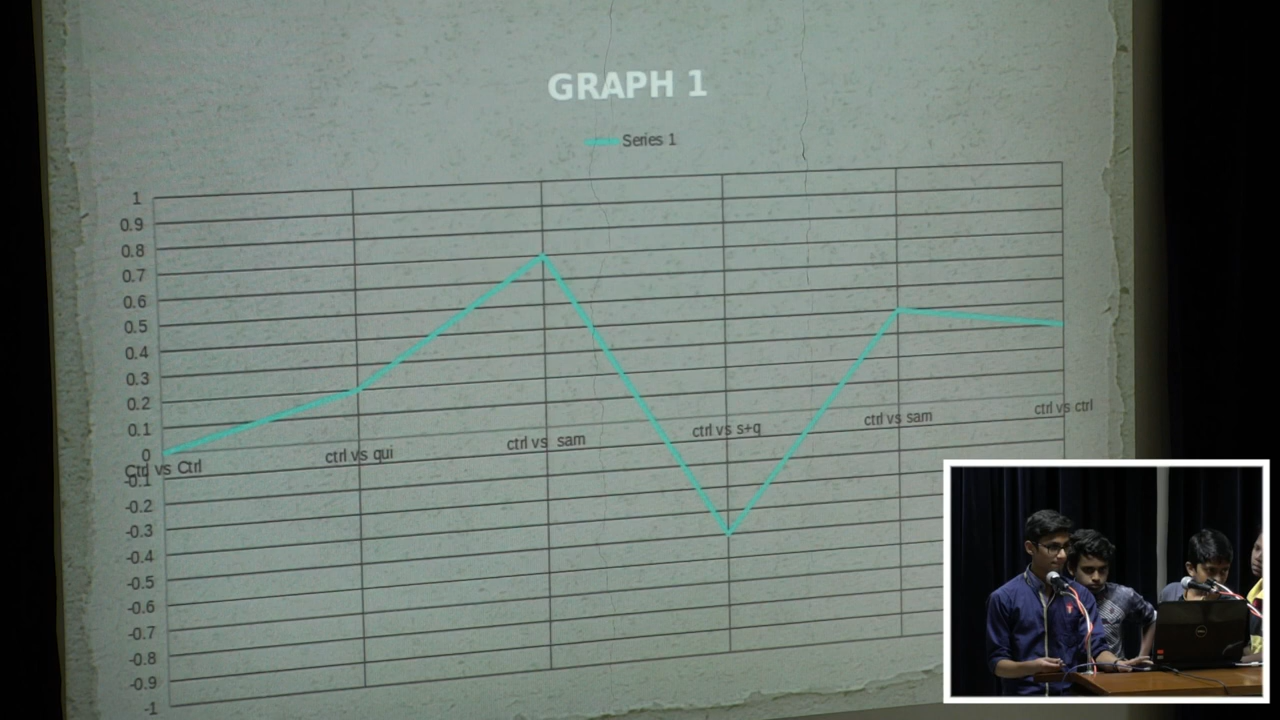 GRAPH 1
Series 1
1
0.9
0.8
0.7
0.6
0.5
0.4
0.3
0.2
0.1
0
-0.1
-0.2
-0.3
-0.4
-0.5
-0.6
-0.7
-0.8
-0.9
-1
Ctrl vs Ctrl
ctrl vs qui
ctrl vs sam
ctrl vs s+q
ctrl vs sam
ctrl vs ctrl